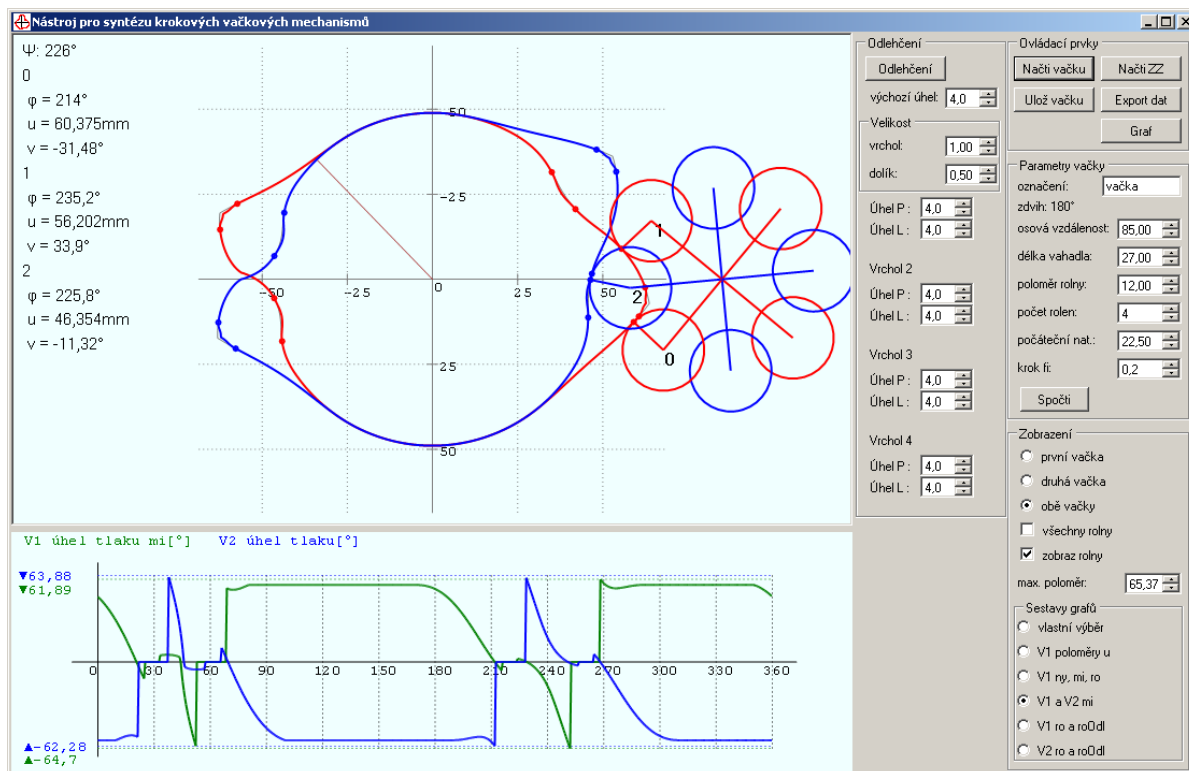 Nástroj pro syntézu krokových vačkových mechanismů
Ψ: 226°
0
φ = 214°
u = 60,375mm
v = -31,48°
1
φ = 235,2°
u = 56,202mm
v = 33,9°
2
φ = 225,8°
u = 46,354mm
v = -11,32°
-50
-25
-50
0
25
50
25
50
1
2
0
Odlehčení
Odlehčení
výchozí úhel: 4,0
Velikost
vrchol: 1,00
dolík: 0,50
Úhel P : 4,0
Úhel L : 4,0
Vrchol 2
Úhel P : 4,0
Úhel L : 4,0
Vrchol 3
Úhel P : 4,0
Úhel L : 4,0
Vrchol 4
Úhel P : 4,0
Úhel L : 4,0
Ovládací prvky
Načti vačku
Načti ZZ
Ulož vačku
Export dat
Graf
Parametry vačky
označení: vačka
zdvih: 180°
osová vzdálenost: 85,00
délka vahadla: 27,00
poloměr rolny: 12,00
počet rolen: 4
počáteční nat.: 22,50
krok fi: 0,2
Spočti
Zobrazení
první vačka
druhá vačka
obě vačky
všechny rolny
zobraz rolny
max. poloměr: 65,37
Sestavy grafů
vlastní výběr
V1 poloměry u
V1 ny, mi, ro
V1 a V2 mi
V1 ro a ro0dl
V2 ro a ro0dl
V1 úhel tlaku mi[°] V2 úhel tlaku[°]
▼63,88
▼61,89
0 30 60 90 120 150 180 210 240 270 300 330 360
▲-62,28
▲-64,7